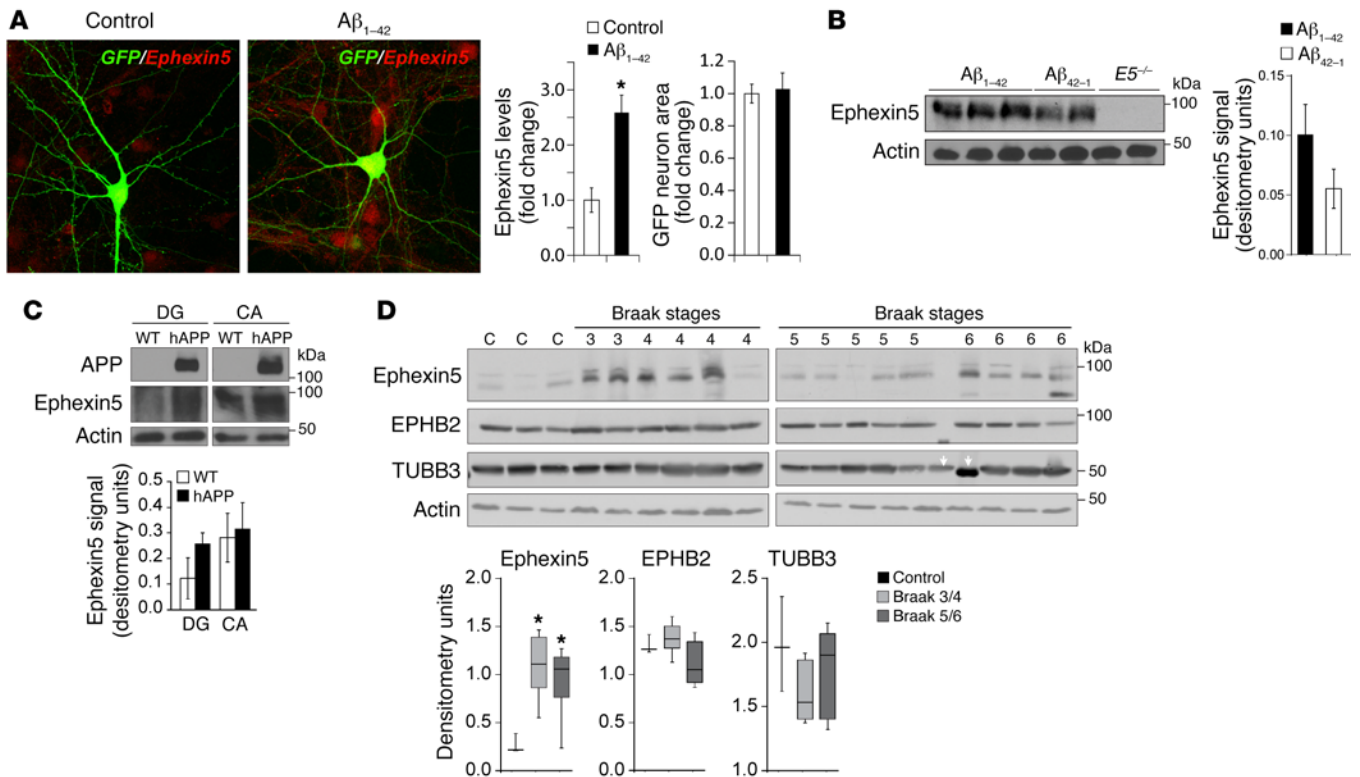 A
Control
Aβ1–42
GFP/Ephexin5
GFP/Ephexin5
Control
Aβ1–42
Ephexin5 levels
(fold change)
3.0
2.0
1.0
0.0
*
GFP neuron area
(fold change)
1.2
1.0
0.8
0.6
0.4
0.2
0.0
B
Aβ1–42
Aβ42–1
E5–/–
kDa
Ephexin5
100
Actin
50
Aβ1–42
Aβ42–1
Ephexin5 signal
(desitometry units)
0.15
0.10
0.05
0.00
C
DG
CA
WT
hAPP
WT
hAPP
kDa
APP
100
Ephexin5
100
Actin
50
Ephexin5 signal
(desitometry units)
WT
hAPP
0.5
0.4
0.3
0.2
0.1
0.0
DG
CA
D
Braak stages
Braak stages
C C C 3 3 4 4 4 4
5 5 5 5 5 6 6 6 6
kDa
Ephexin5
100
EPHB2
100
TUBB3
50
Actin
50
Densitometry units
Ephexin5
2.0
1.5
1.0
0.5
0.0
*
*
EPHB2
2.0
1.5
1.0
0.5
0.0
TUBB3
2.5
2.0
1.5
1.0
Control
Braak 3/4
Braak 5/6